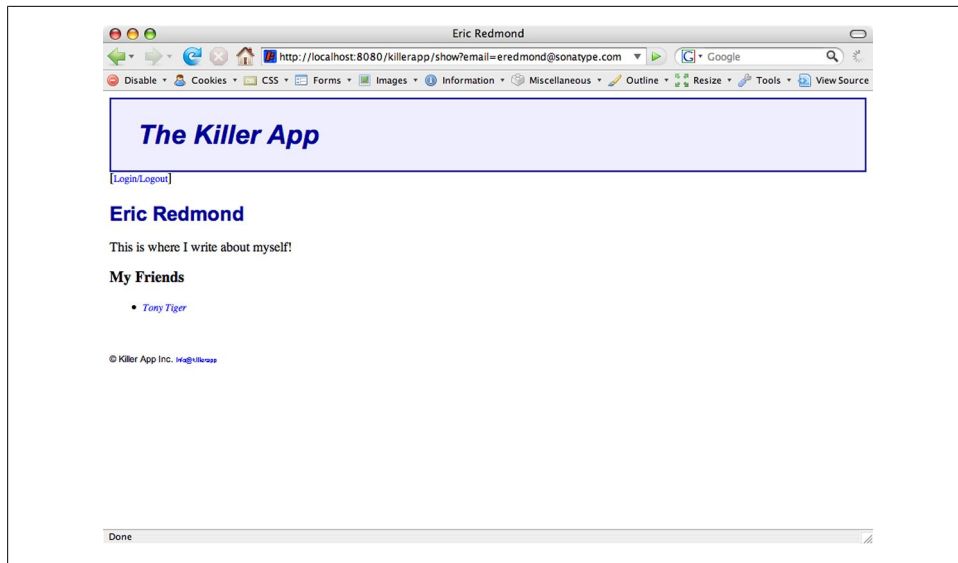 Eric Redmond
http://localhost:8080/killerapp/show?email=eredmond@sonatype.com
G Google
Disable Cookies CSS Forms Images Information Miscellaneous Outline Resize Tools View Source
The Killer App
[Login/Logout]
Eric Redmond
This is where I write about myself!
My Friends
• Tony Tiger
© Killer App Inc. info@killerapp
Done